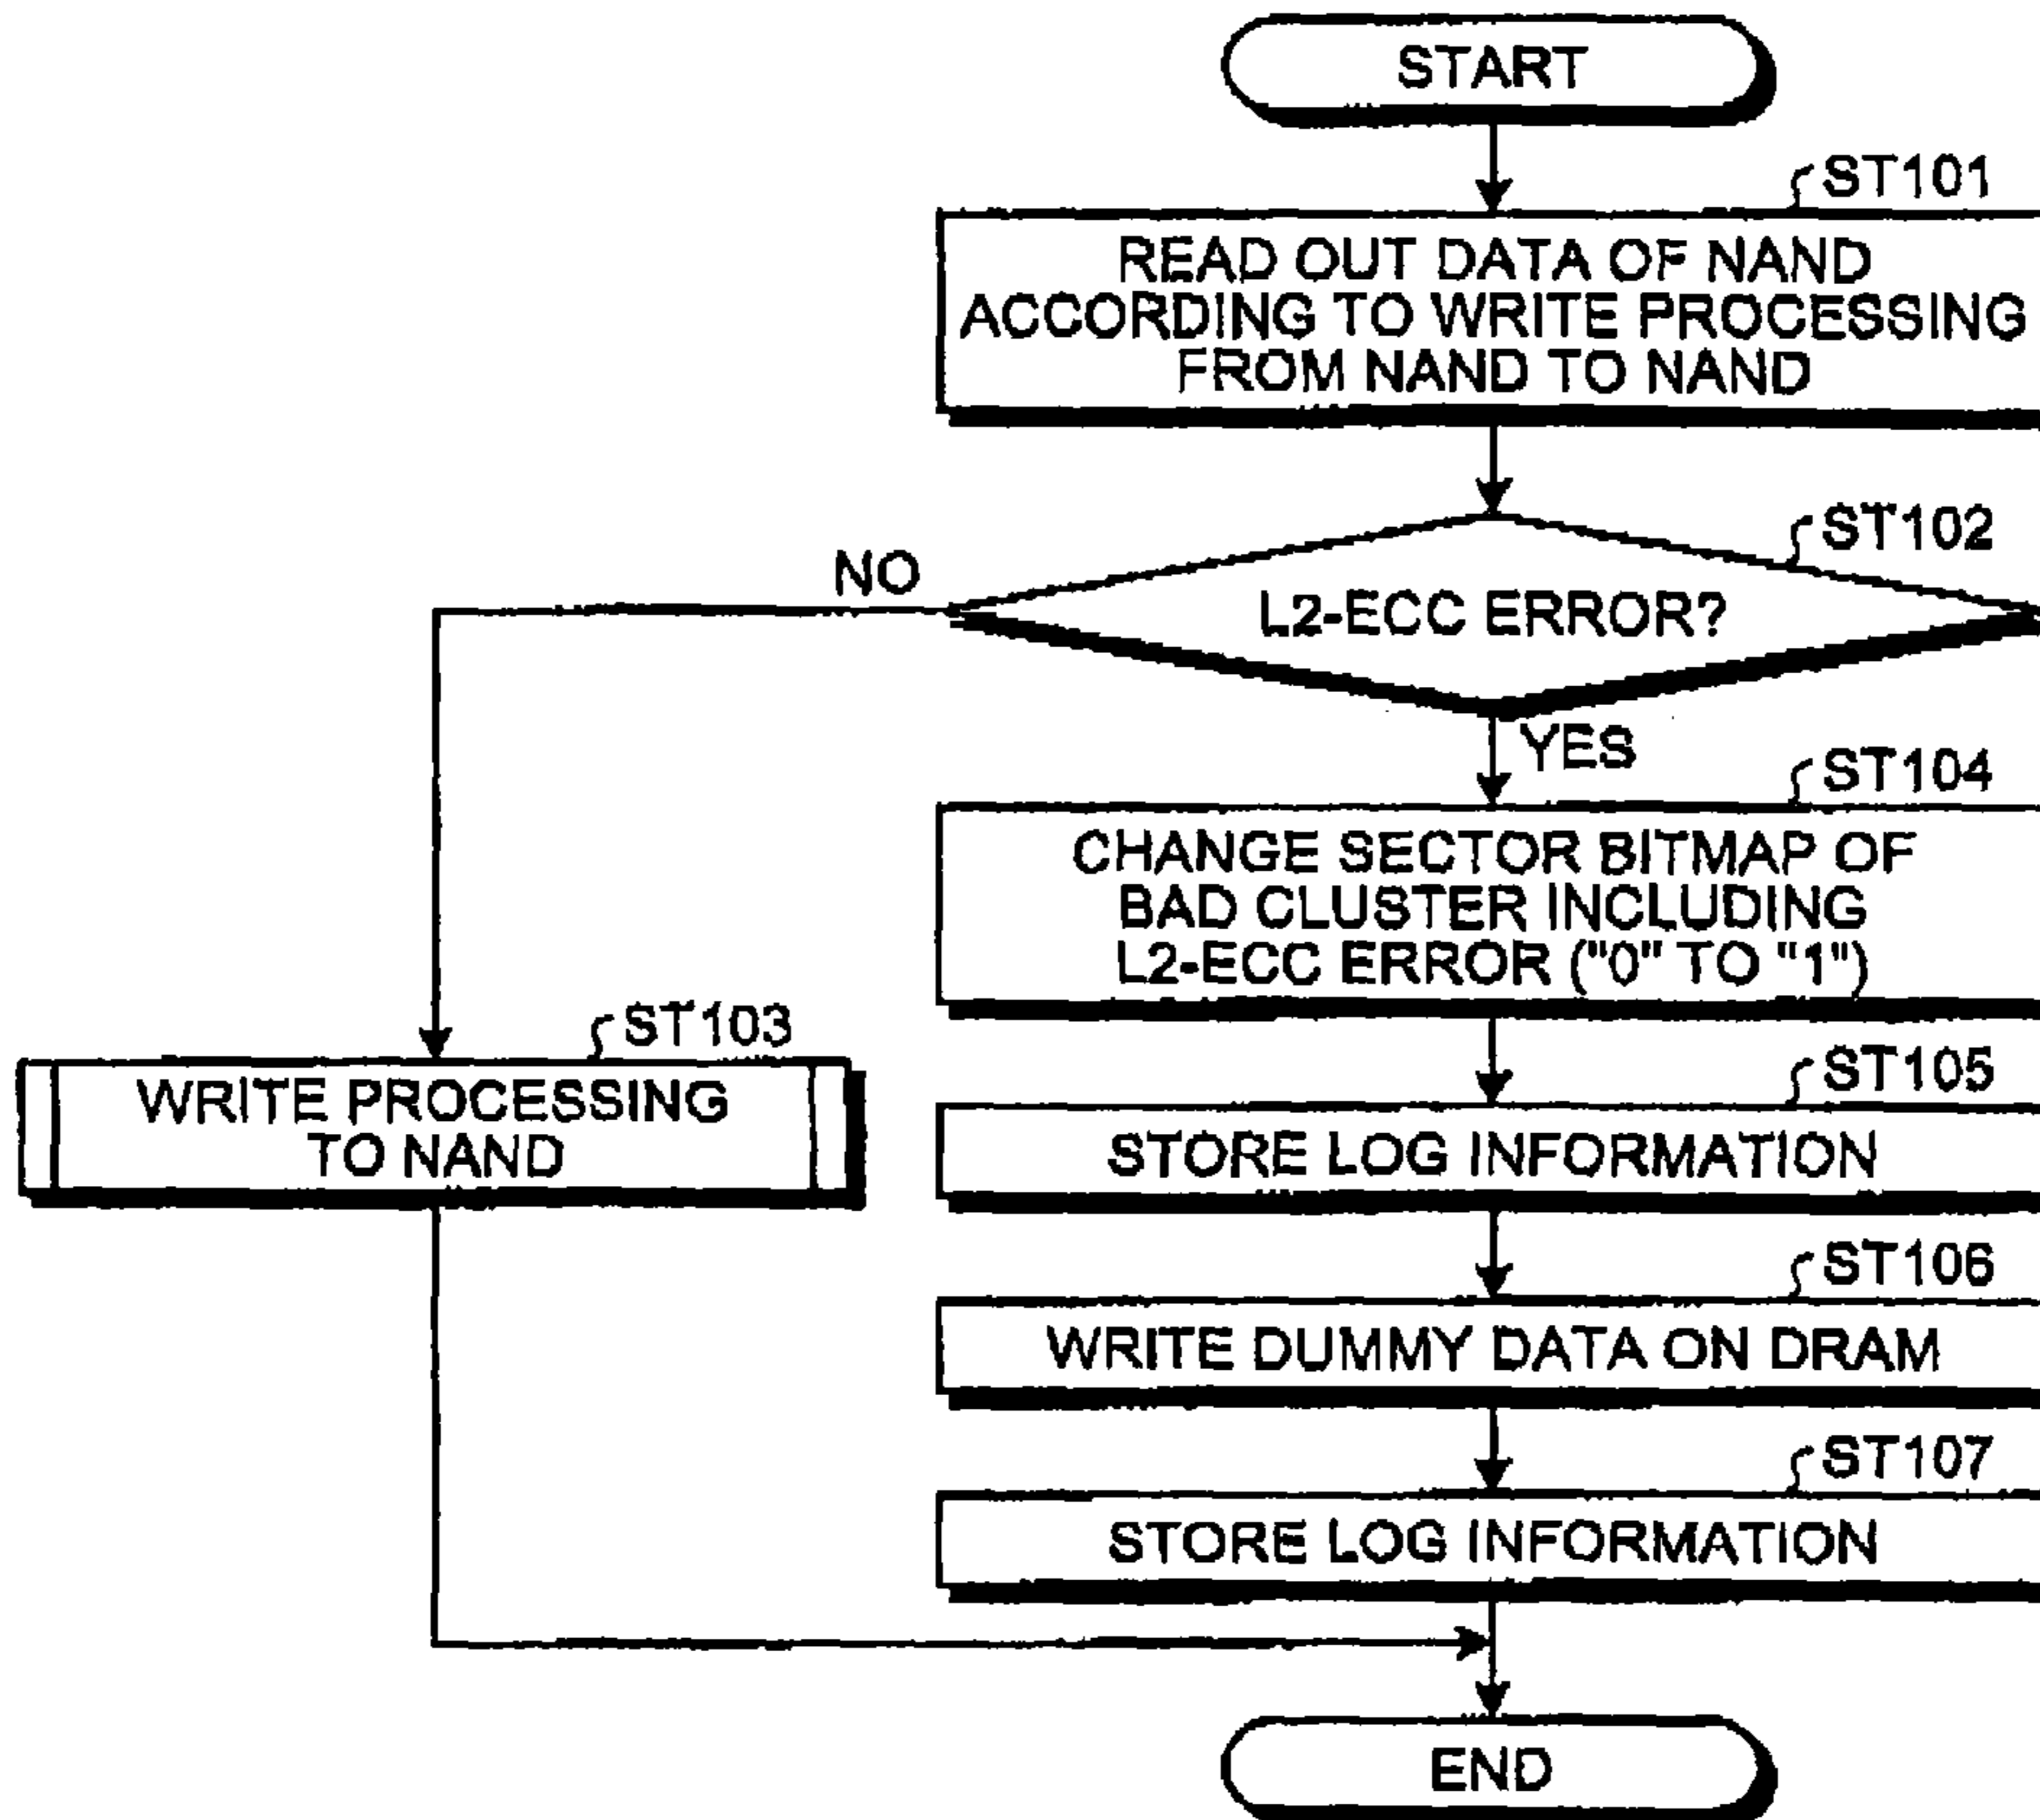 START
ST101
READ OUT DATA OF NAND
ACCORDING TO WRITE PROCESSING
FROM NAND TO NAND
ST102
NO
L2-ECC ERROR?
YES
ST104
CHANGE SECTOR BITMAP OF
BAD CLUSTER INCLUDING
L2-ECC ERROR ("0" TO "1")
ST103
WRITE PROCESSING
TO NAND
ST105
STORE LOG INFORMATION
ST106
WRITE DUMMY DATA ON DRAM
ST107
STORE LOG INFORMATION
END